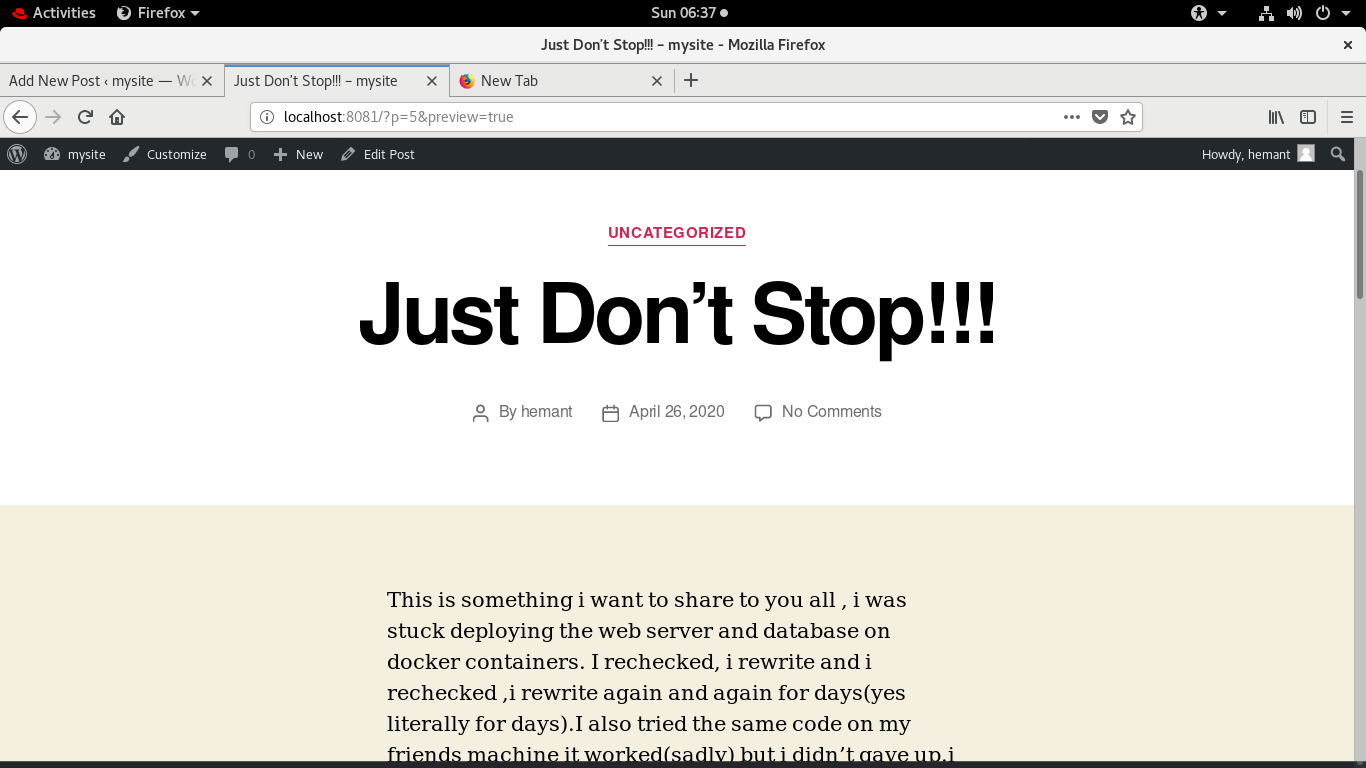 Activities Firefox Sun 06:37
Just Don't Stop!!! – mysite - Mozilla Firefox
Add New Post ‹ mysite — Wo Just Don't Stop!!! – mysite New Tab
localhost:8081/?p=5&preview=true
mysite Customize 0 New Edit Post Howdy, hemant
UNCATEGORIZED
Just Don’t Stop!!!
By hemant April 26, 2020 No Comments
This is something i want to share to you all , i was
stuck deploying the web server and database on
docker containers. I rechecked, i rewrite and i
rechecked ,i rewrite again and again for days(yes
literally for days).I also tried the same code on my
friends machine it worked(sadly) but i didn’t gave up.i